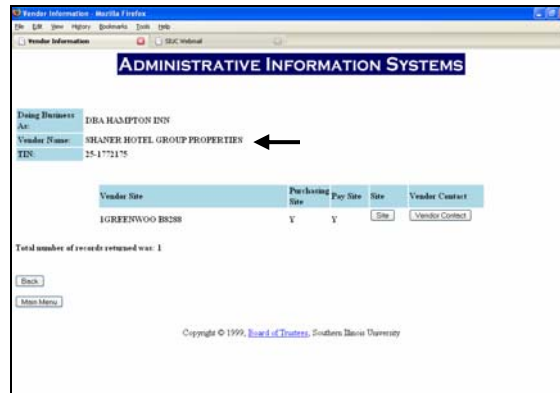 Vendor Information - Mozilla Firefox
File Edit View History Bookmarks Tools Help
Vendor Information SIUC Webmail
ADMINISTRATIVE INFORMATION SYSTEMS
Doing Business As: DBA HAMPTON INN
Vendor Name: SHANER HOTEL GROUP PROPERTIES
TIN: 25-1772175
Vendor Site Purchasing Site Pay Site Site Vendor Contact
1GREENWOO B8288 Y Y Site Vendor Contact
Total number of records returned was: 1
Back
Main Menu
Copyright © 1999, Board of Trustees, Southern Illinois University